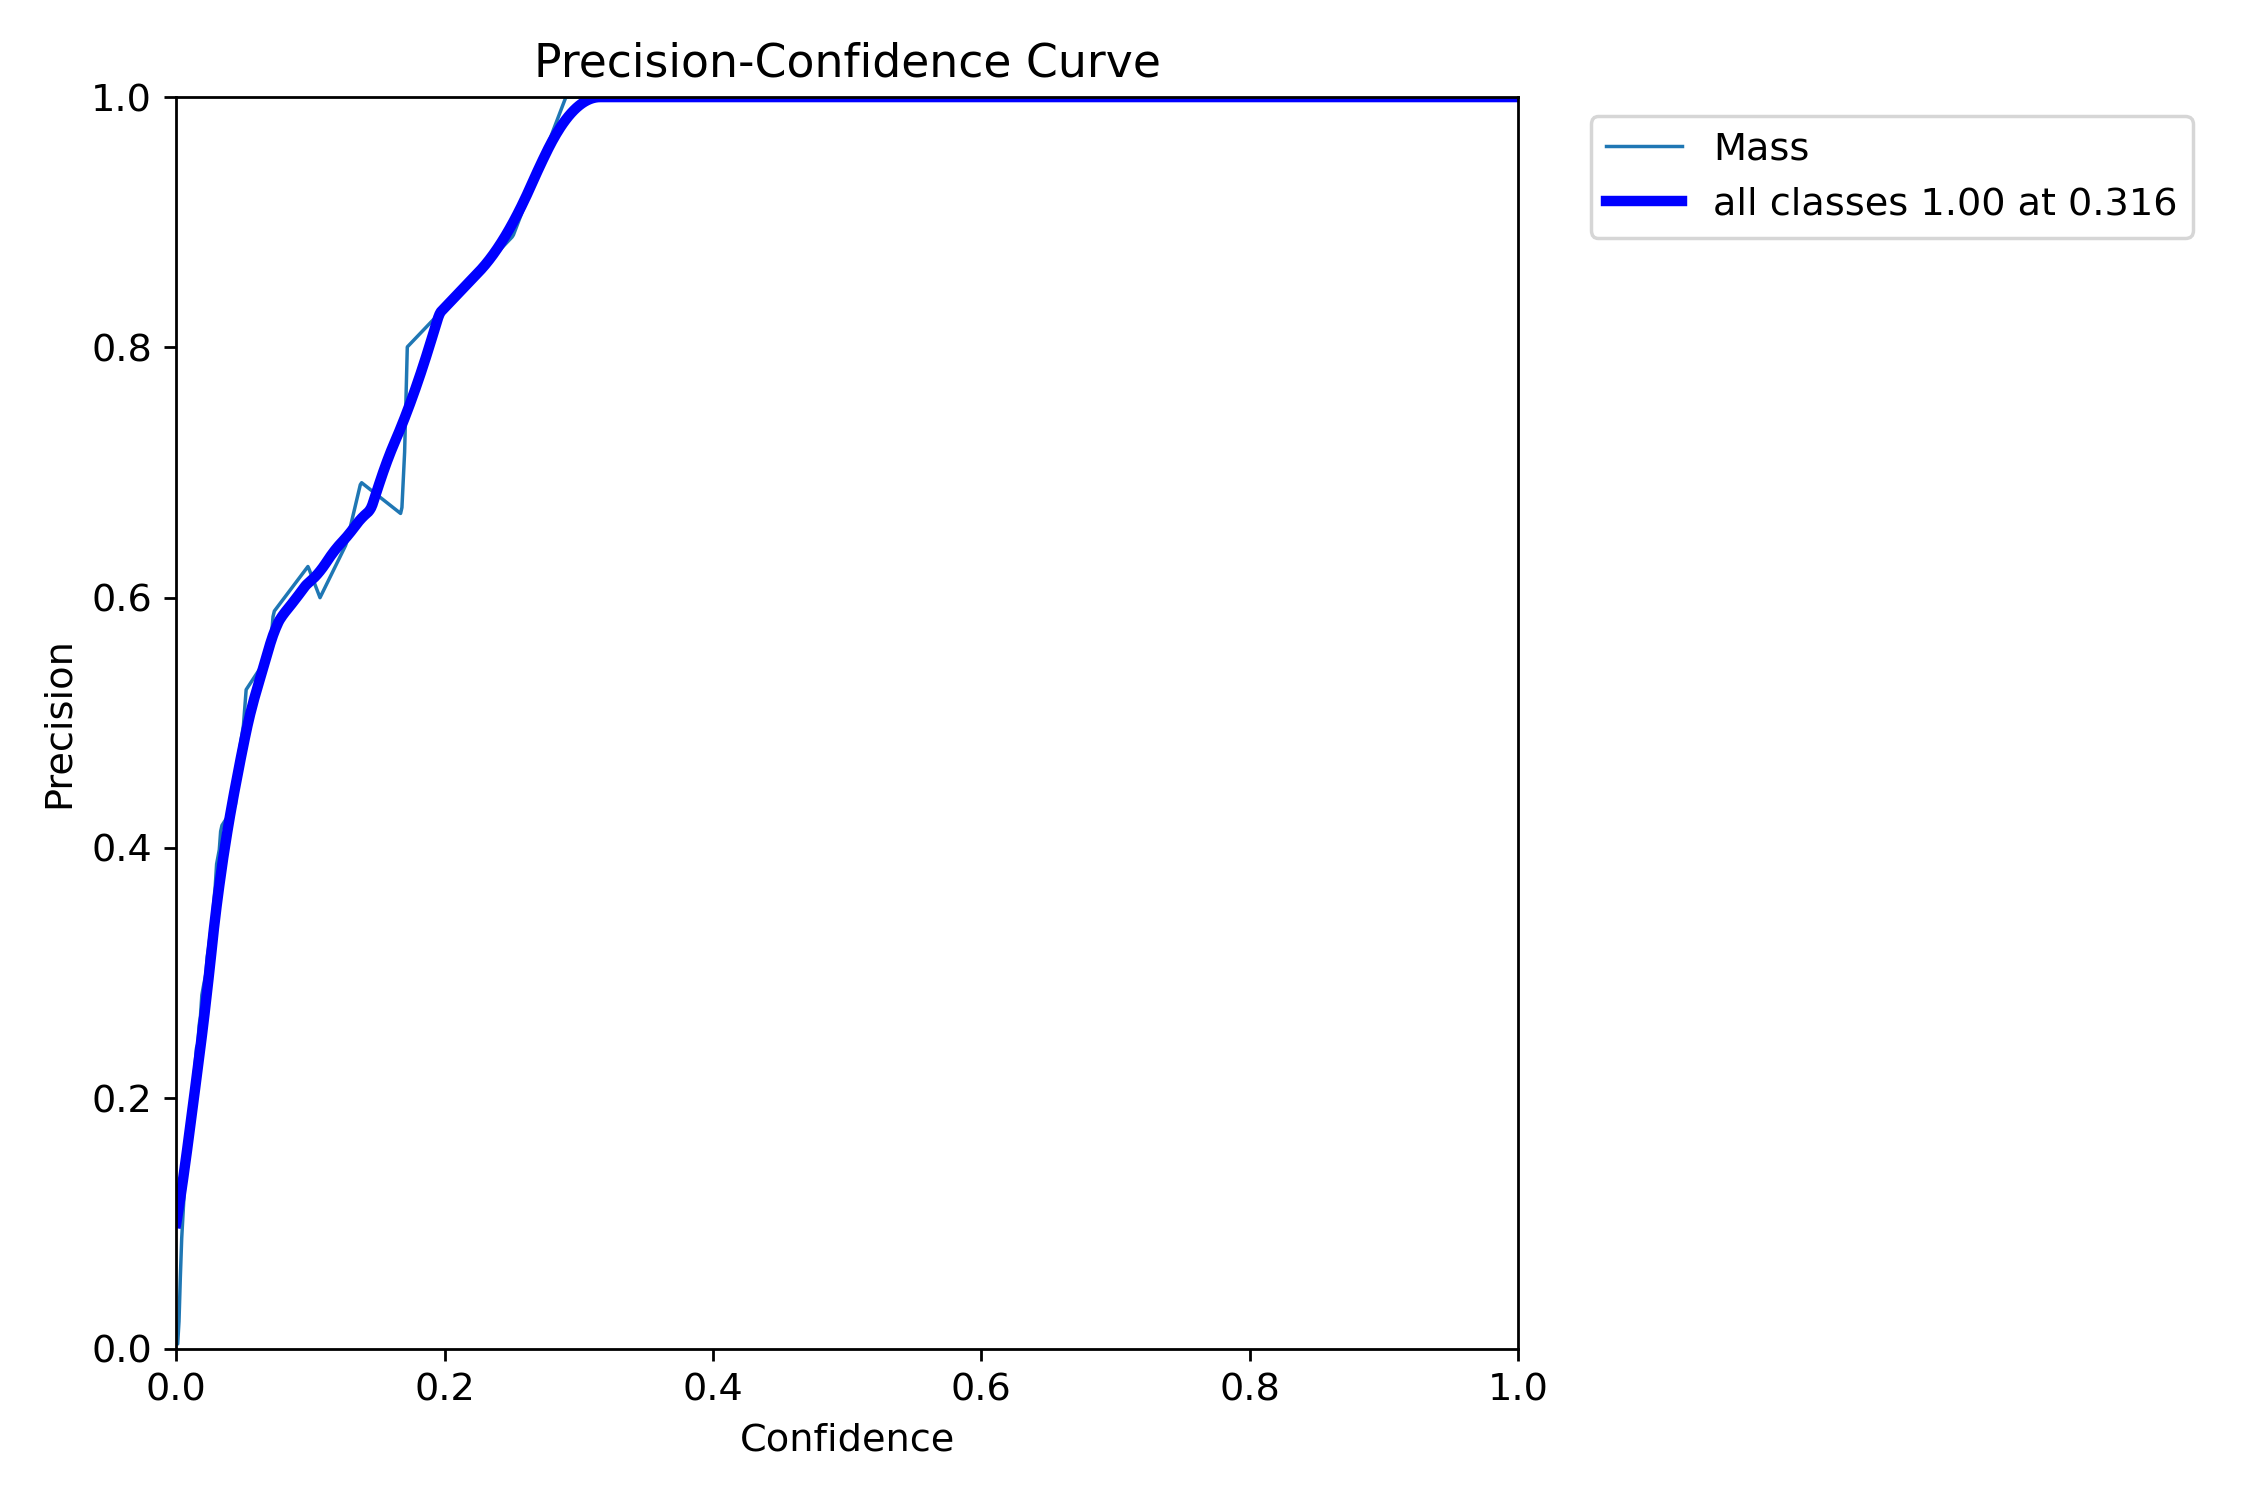 Precision-Confidence Curve
Mass
all classes 1.00 at 0.316
1.0
0.8
0.6
0.4
0.2
0.0
Precision
0.0 0.2 0.4 0.6 0.8 1.0
Confidence